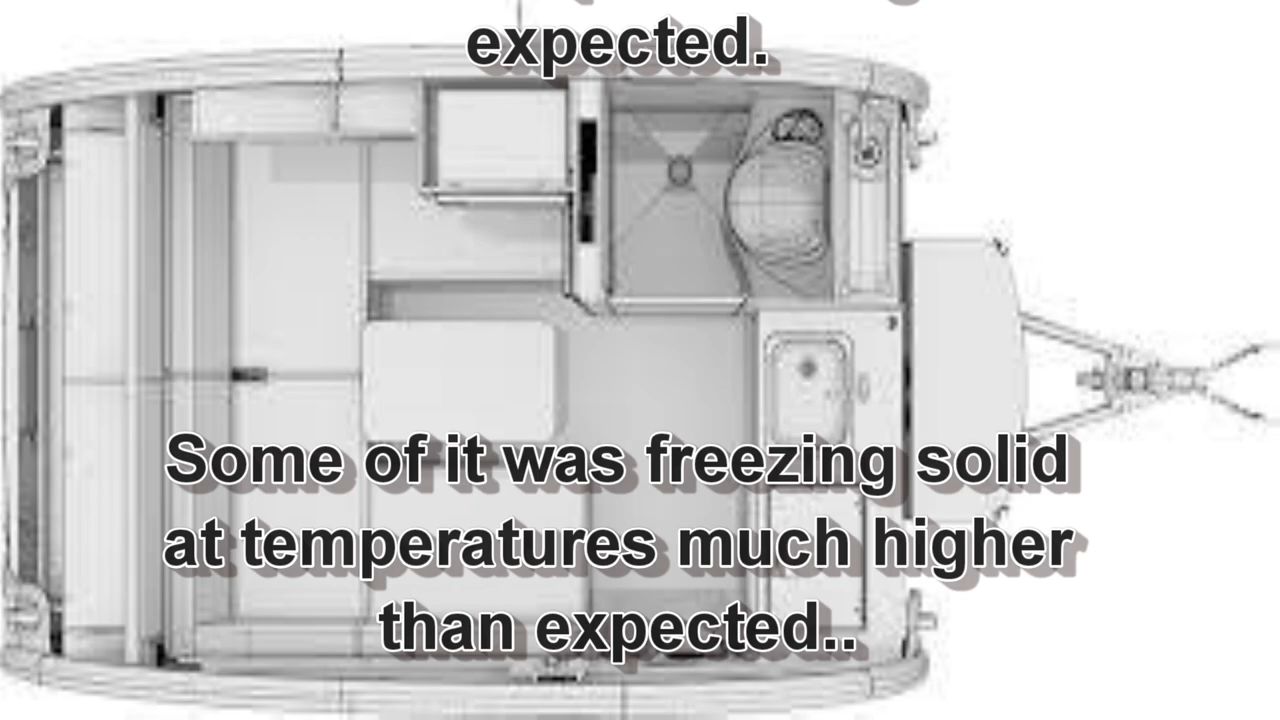 expected.
Some of it was freezing solid
at temperatures much higher
than expected..